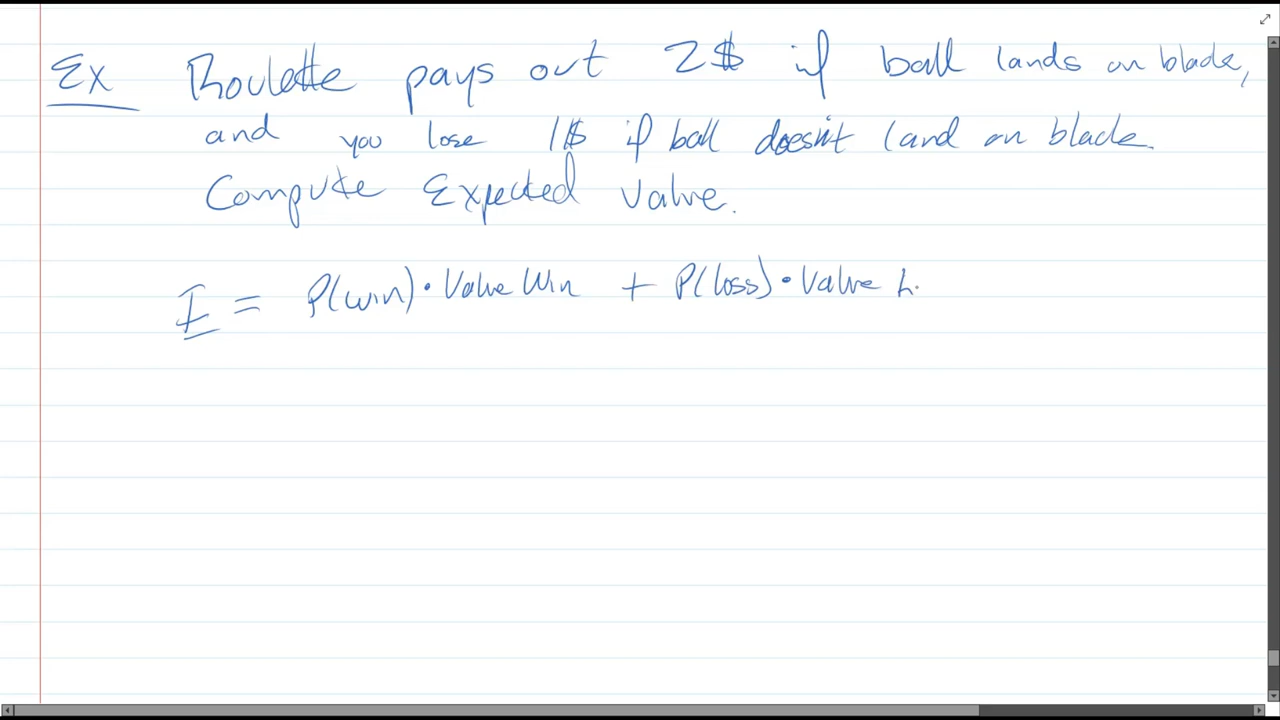 Ex Roulette pays out 2$ if ball lands on black,
and you lose 1$ if ball doesn't land on black.
Compute Expected Value.
E = P(win) · Value Win + P(loss) · Value L